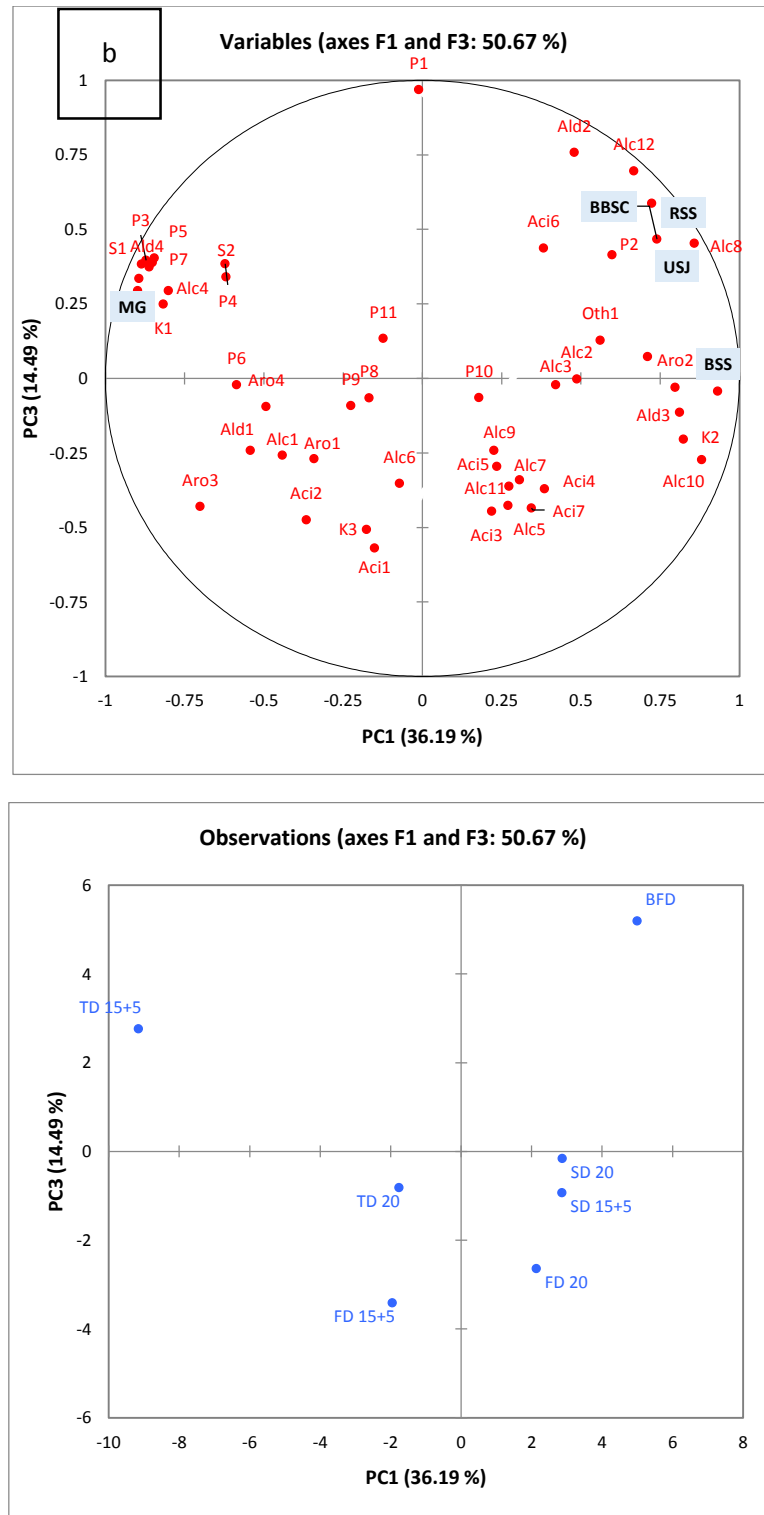 b
Variables (axes F1 and F3: 50.67 %)
P1
1
Ald2
Alc12
0.75
BBSC
RSS
P3
P5
Aci6
P2
S1
Ald4
S2
USJ
Alc8
0.5
P7
MG
Alc4
P4
0.25
K1
P11
Oth1
Alc2
BSS
P6
P8
P10
Alc3
Aro2
0
Aro4
P9
Ald3
Ald1
Alc1
Aro1
Alc9
K2
Alc6
Aci5
Alc7
-0.25
Aro3
Aci2
Alc11
Aci4
Alc10
K3
Aci3
Alc5
Aci7
-0.5
Aci1
-0.75
-1
-1 -0.75 -0.5 -0.25 0 0.25 0.5 0.75 1
PC3 (14.49 %)
PC1 (36.19 %)
Observations (axes F1 and F3: 50.67 %)
6
BFD
4
TD 15+5
2
0
SD 20
TD 20
SD 15+5
-2
FD 20
FD 15+5
-4
-6
-10 -8 -6 -4 -2 0 2 4 6 8
PC3 (14.49 %)
PC1 (36.19 %)